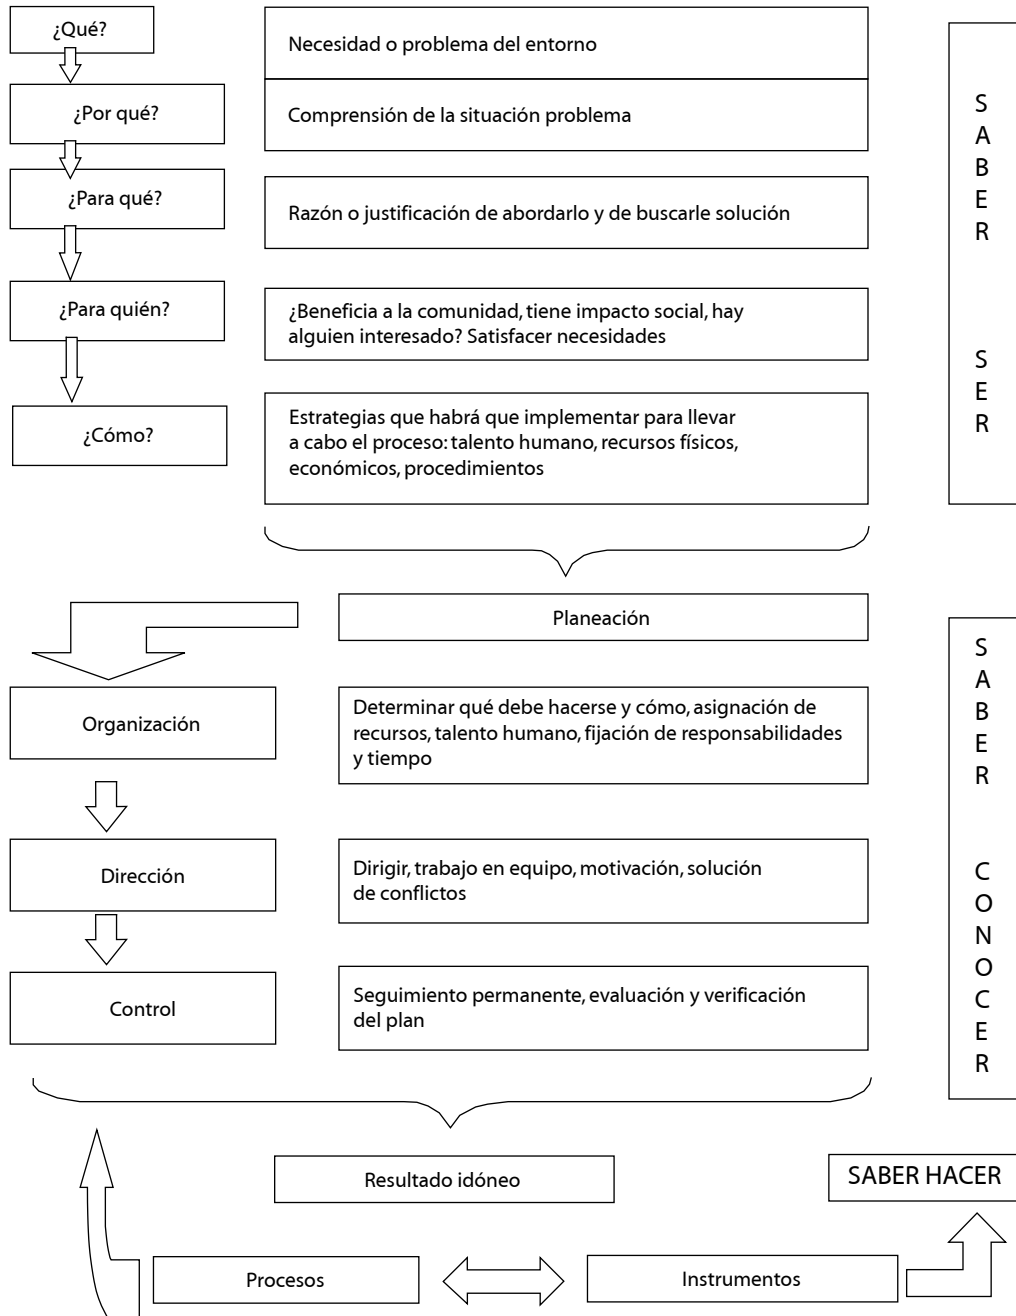 ¿Qué?
Necesidad o problema del entorno
¿Por qué?
Comprensión de la situación problema
¿Para qué?
Razón o justificación de abordarlo y de buscarle solución
¿Para quién?
¿Beneficia a la comunidad, tiene impacto social, hay
alguien interesado? Satisfacer necesidades
¿Cómo?
Estrategias que habrá que implementar para llevar
a cabo el proceso: talento humano, recursos físicos,
económicos, procedimientos
SABER
SER
Planeación
Organización
Determinar qué debe hacerse y cómo, asignación de
recursos, talento humano, fijación de responsabilidades
y tiempo
Dirección
Dirigir, trabajo en equipo, motivación, solución
de conflictos
Control
Seguimiento permanente, evaluación y verificación
del plan
SABER
CONOCER
Resultado idóneo
SABER HACER
Procesos
Instrumentos